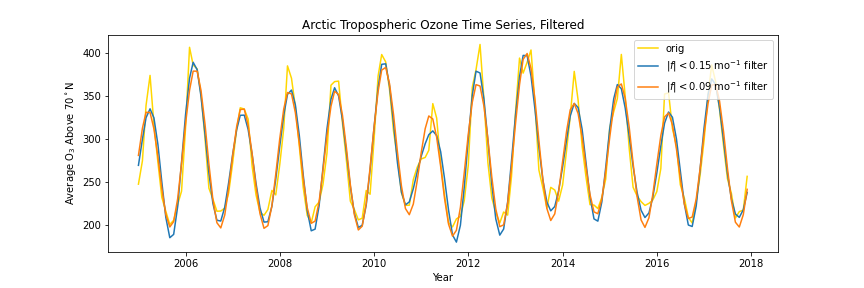 Arctic Tropospheric Ozone Time Series, Filtered
orig
|f| < 0.15 mo⁻¹ filter
|f| < 0.09 mo⁻¹ filter
Average O₃ Above 70°N
400
350
300
250
200
2006 2008 2010 2012 2014 2016 2018
Year